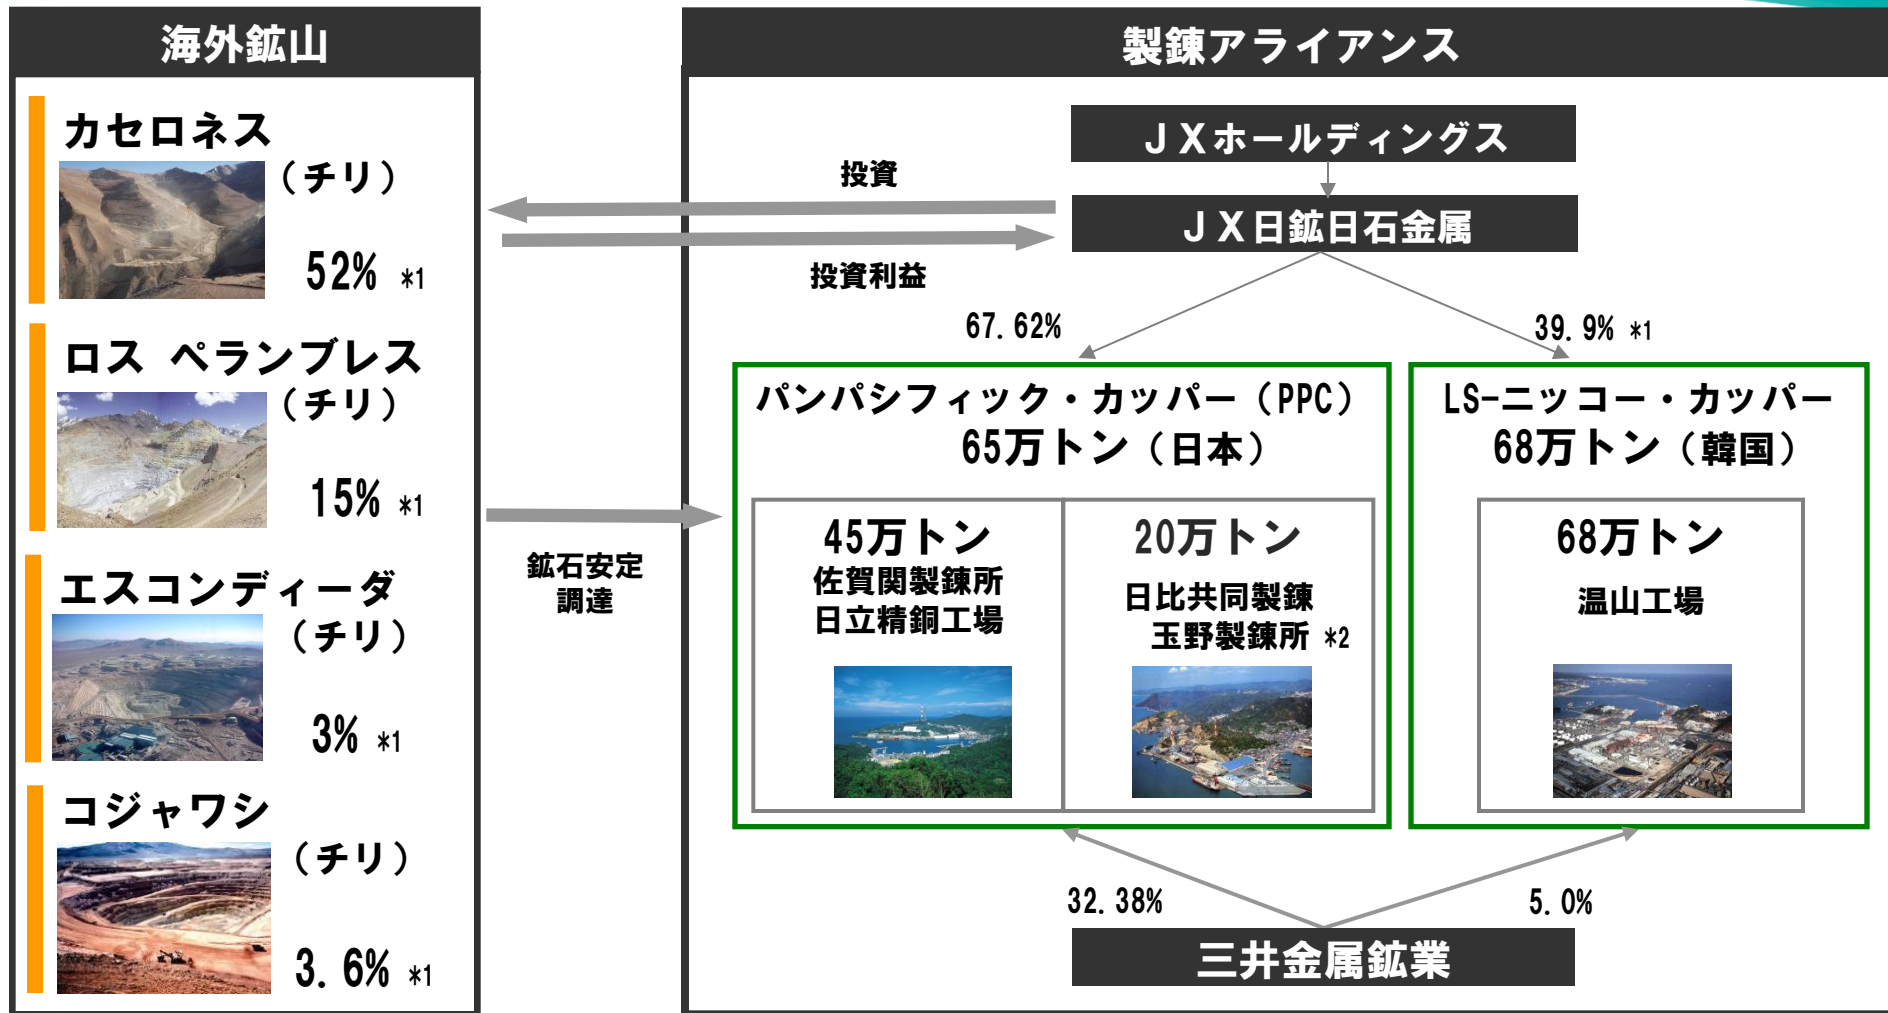 海外鉱山
カセロネス
（チリ）
52% *1
ロス ペランブレス
（チリ）
15% *1
エスコンディーダ
（チリ）
3% *1
コジャワシ
（チリ）
3.6% *1
投資
投資利益
鉱石安定
調達
製錬アライアンス
ＪＸホールディングス
ＪＸ日鉱日石金属
67.62%
39.9% *1
パンパシフィック・カッパー（PPC）
65万トン（日本）
45万トン
佐賀関製錬所
日立精銅工場
20万トン
日比共同製錬
玉野製錬所 *2
LS-ニッコー・カッパー
68万トン（韓国）
68万トン
温山工場
32.38%
5.0%
三井金属鉱業